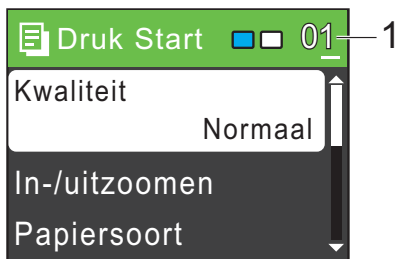 Druk Start 01
1
Kwaliteit
Normaal
In-/uitzoomen
Papiersoort